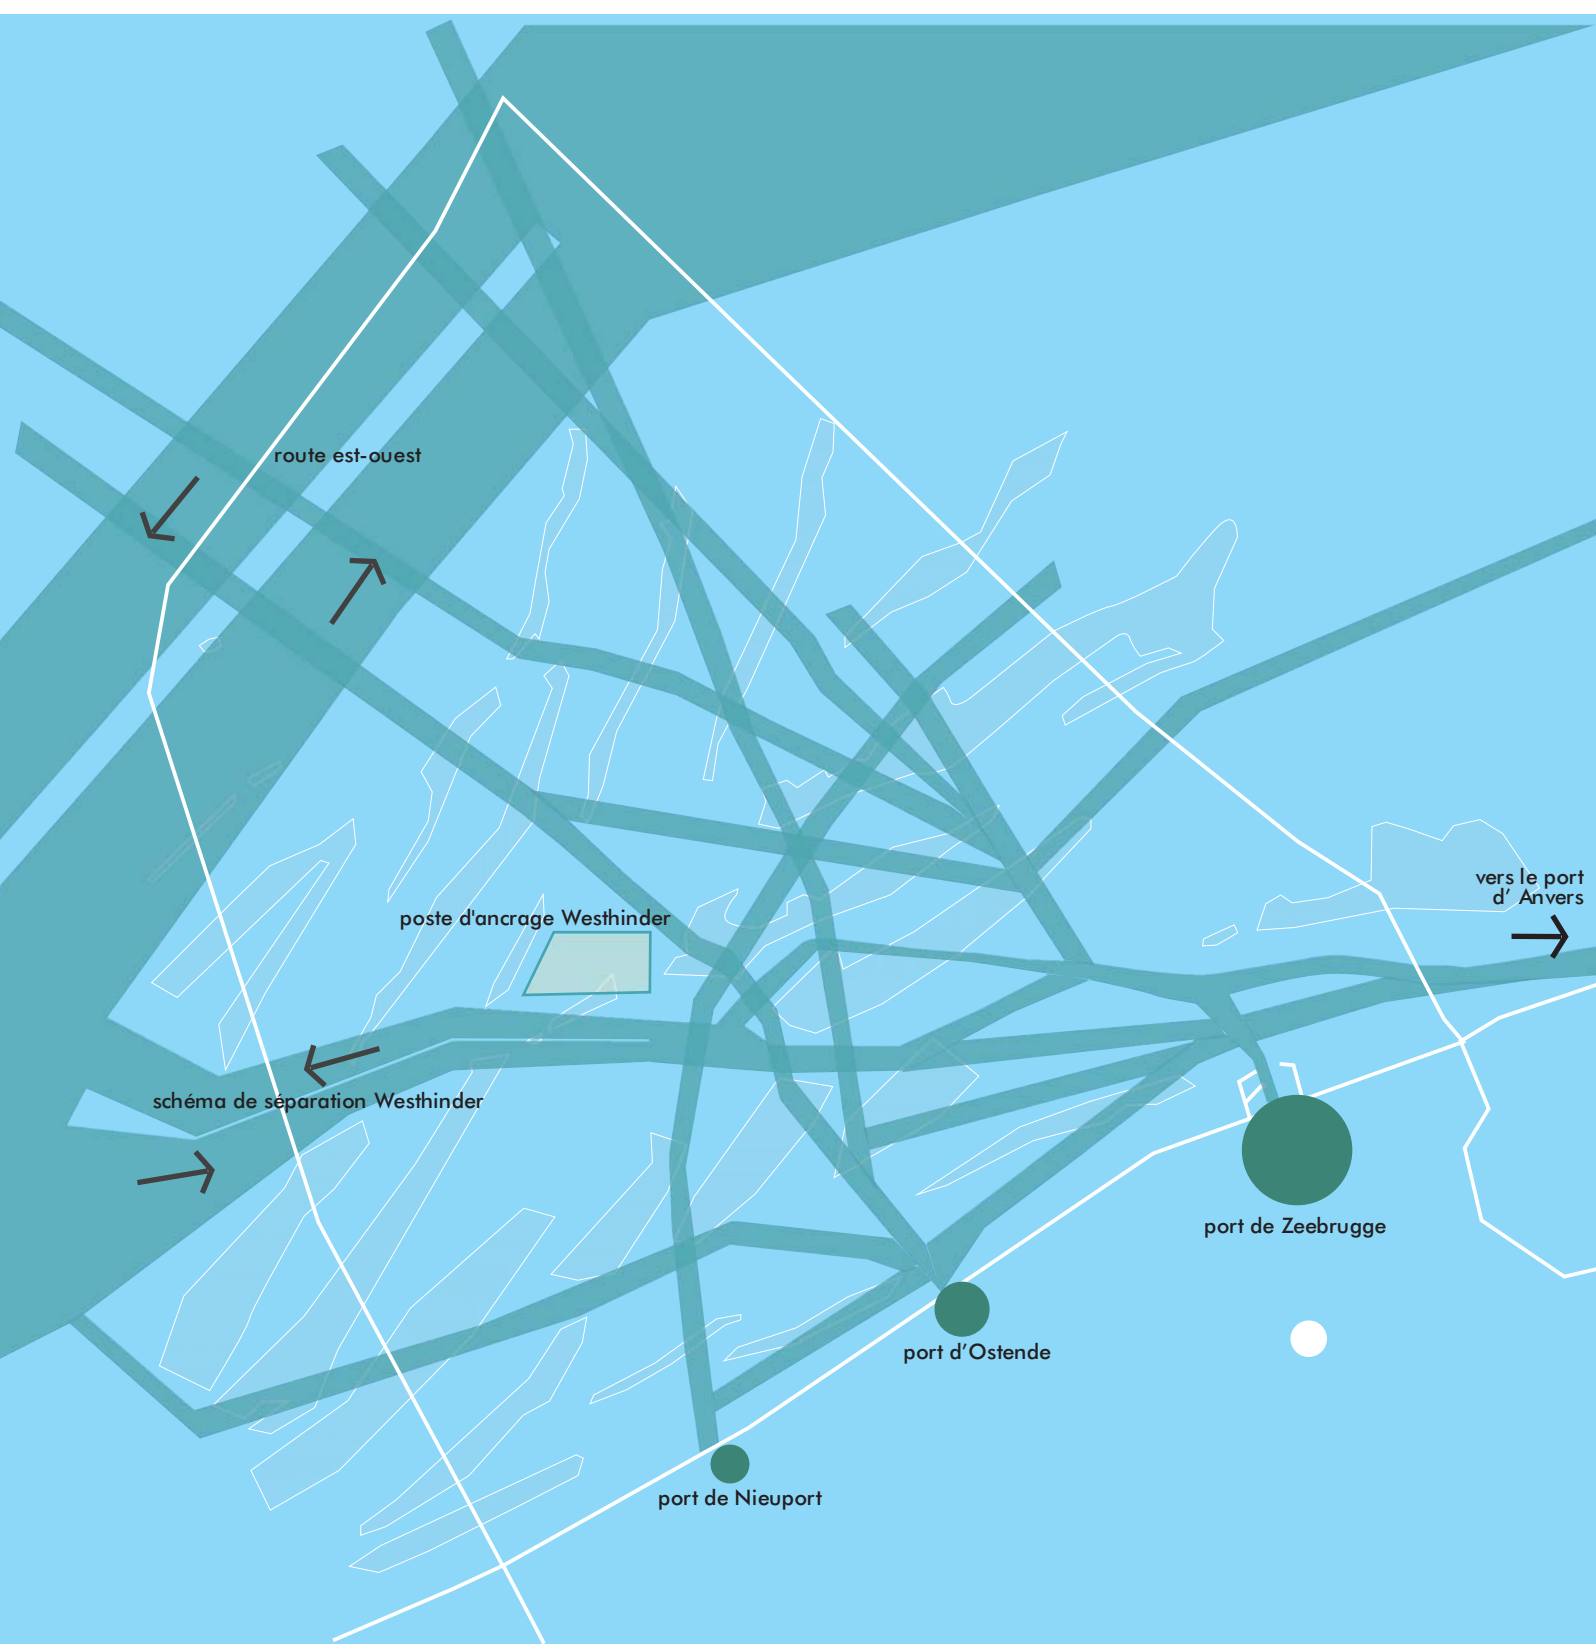 route est-ouest
vers le port
d’ Anvers
poste d'ancrage Westhinder
schéma de séparation Westhinder
port de Zeebrugge
port d’Ostende
port de Nieuport